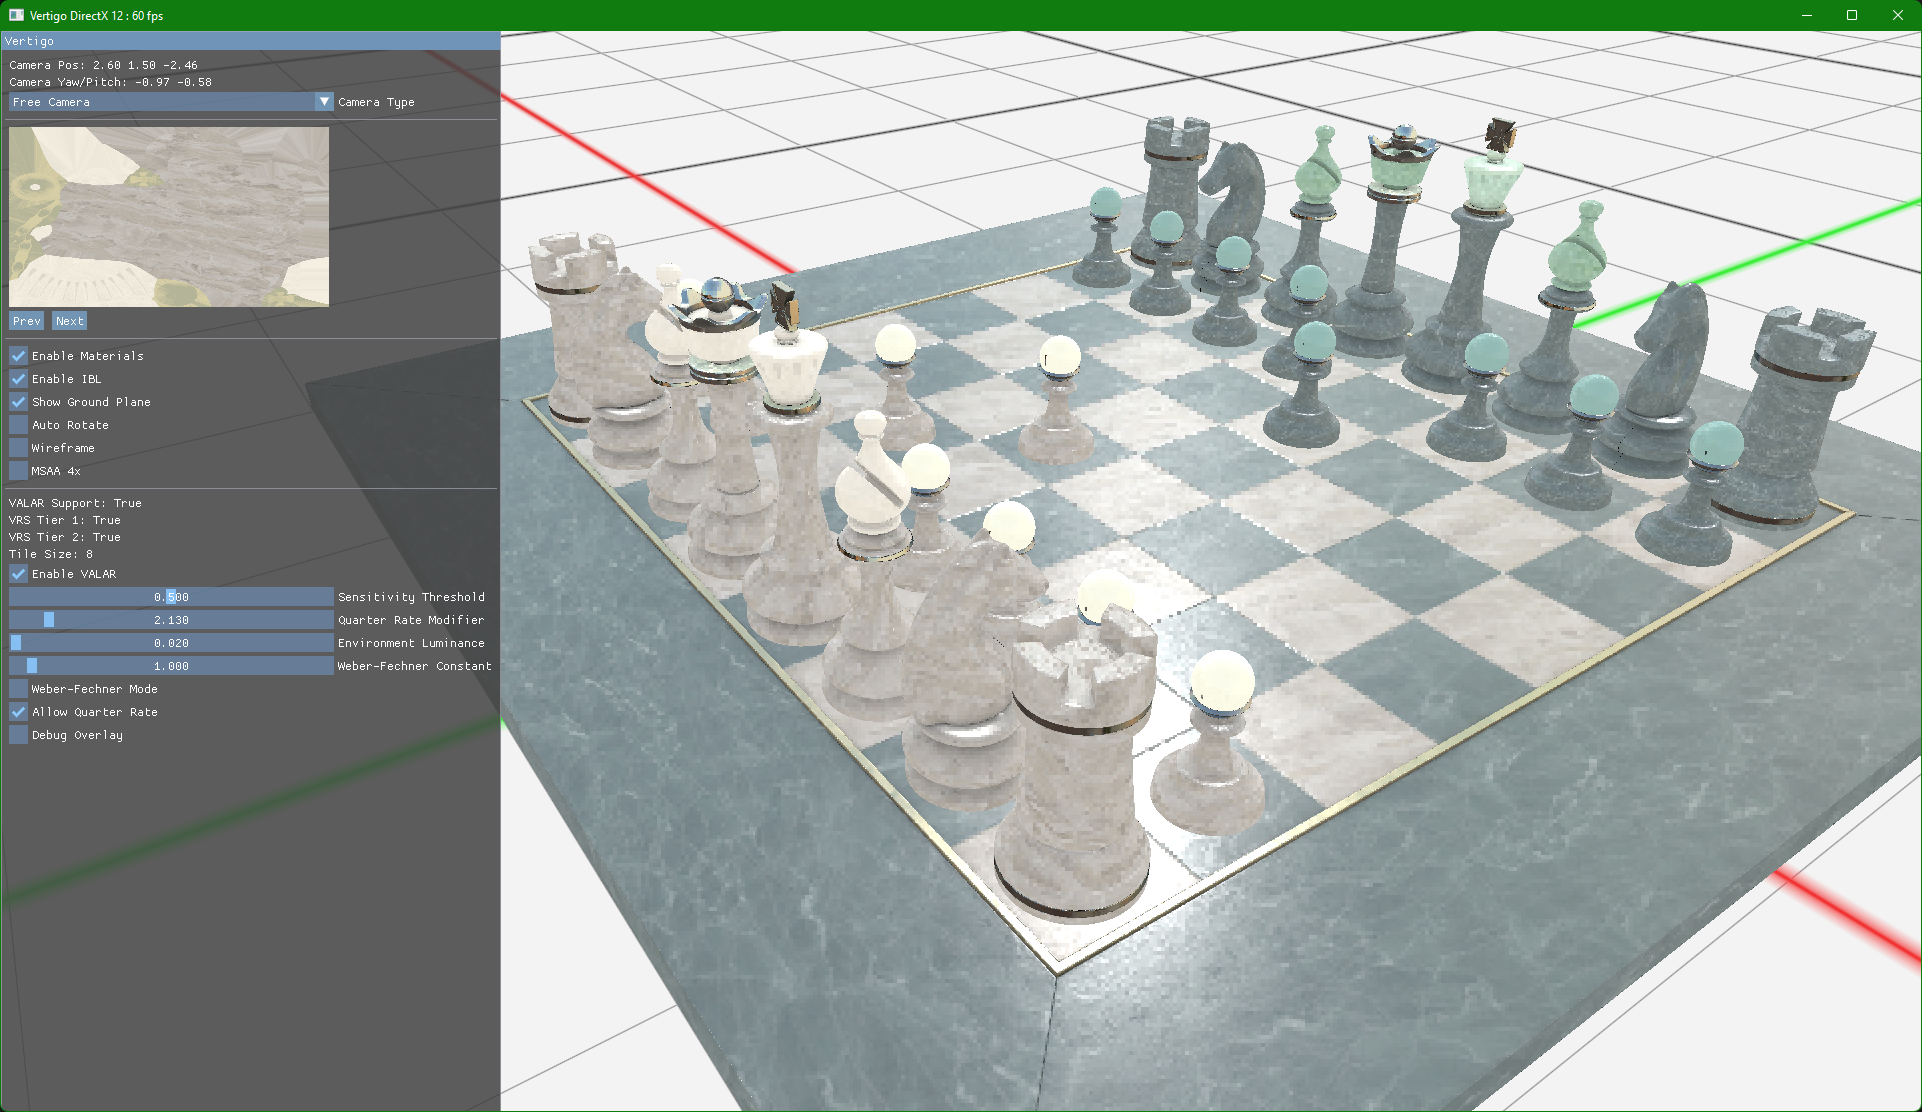 Vertigo DirectX 12 : 60 fps
Vertigo
Camera Pos: 2.60 1.50 -2.46
Camera Yaw/Pitch: -0.97 -0.58
Free Camera Camera Type
Prev Next
Enable Materials
Enable IBL
Show Ground Plane
Auto Rotate
Wireframe
MSAA 4x
VALAR Support: True
VRS Tier 1: True
VRS Tier 2: True
Tile Size: 8
Enable VALAR
0.500 Sensitivity Threshold
2.130 Quarter Rate Modifier
0.020 Environment Luminance
1.000 Weber-Fechner Constant
Weber-Fechner Mode
Allow Quarter Rate
Debug Overlay